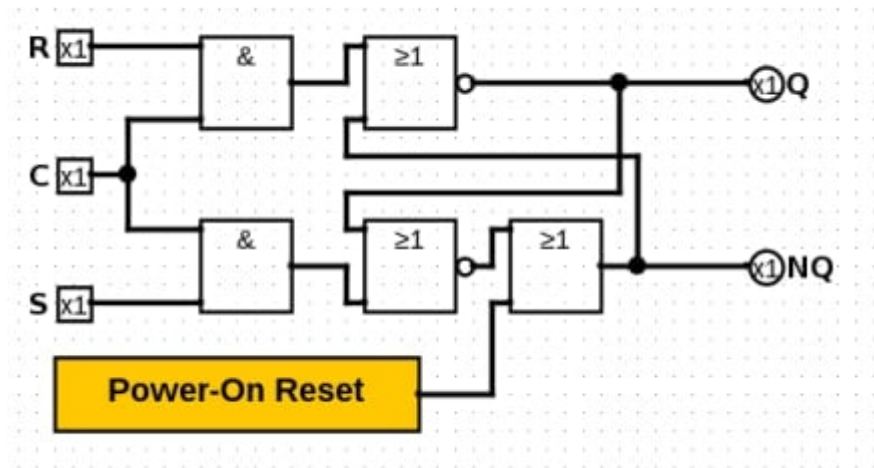 R x1
& ≥1
x1 Q
C x1
& ≥1 ≥1
x1 NQ
S x1
Power-On Reset